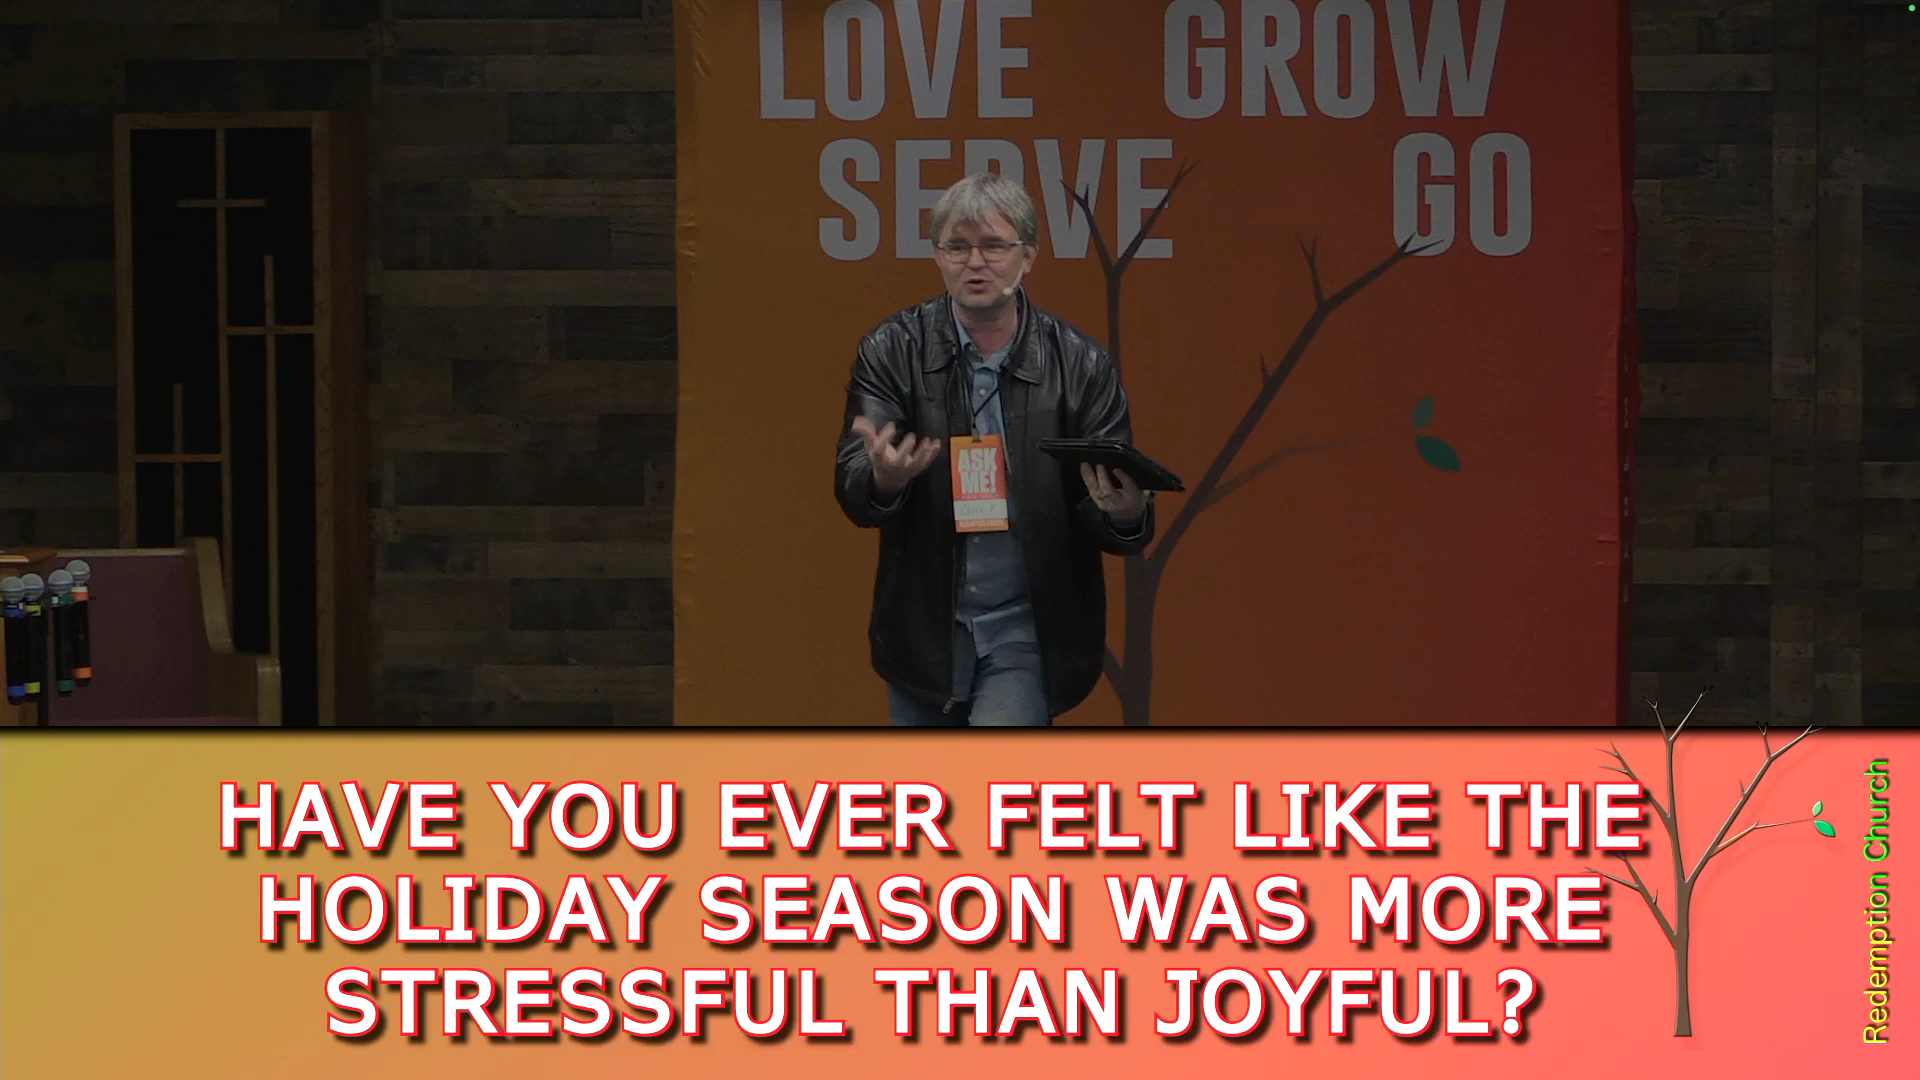 LOVE GROW
SERVE GO
ASK
ME!
HAVE YOU EVER FELT LIKE THE
HOLIDAY SEASON WAS MORE
STRESSFUL THAN JOYFUL?
Redemption Church